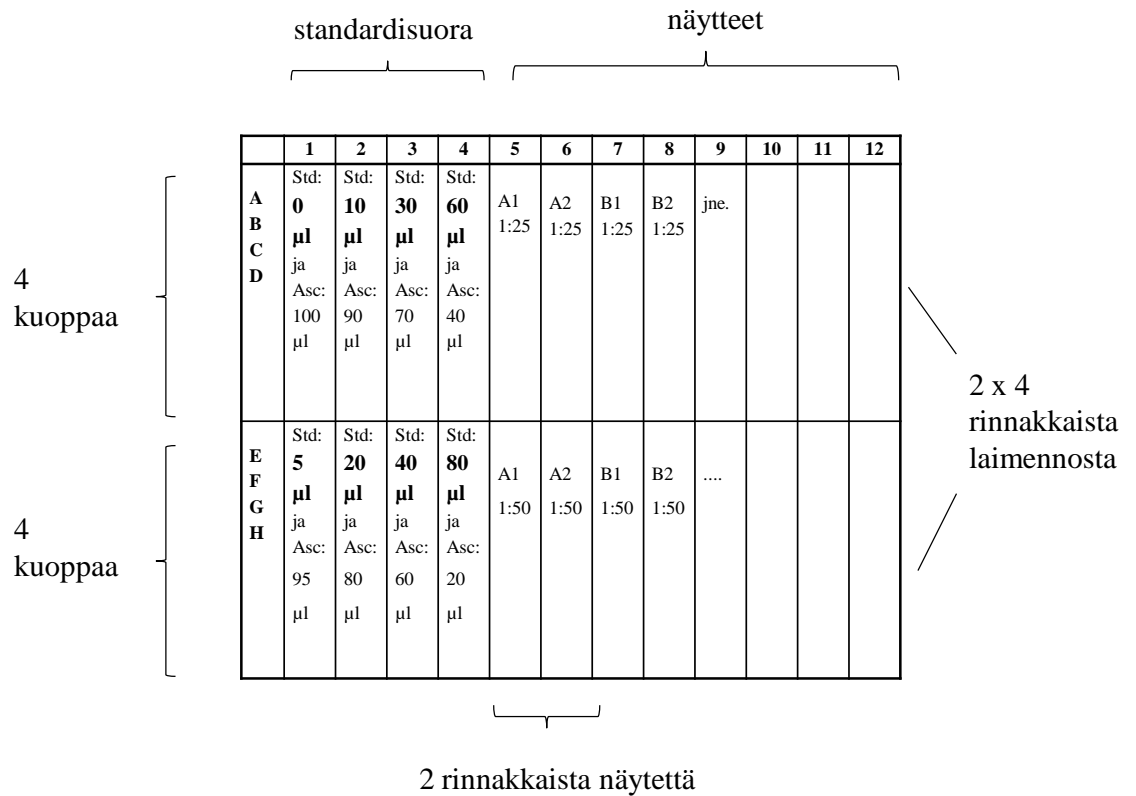 standardisuora
näytteet
1 2 3 4 5 6 7 8 9 10 11 12
4
kuoppaa
A
B
C
D
Std:
0
µl
ja
Asc:
100
µl
Std:
10
µl
ja
Asc:
90
µl
Std:
30
µl
ja
Asc:
70
µl
Std:
60
µl
ja
Asc:
40
µl
A1
1:25
A2
1:25
B1
1:25
B2
1:25
jne.
4
kuoppaa
E
F
G
H
Std:
5
µl
ja
Asc:
95
µl
Std:
20
µl
ja
Asc:
80
µl
Std:
40
µl
ja
Asc:
60
µl
Std:
80
µl
ja
Asc:
20
µl
A1
1:50
A2
1:50
B1
1:50
B2
1:50
....
2 x 4
rinnakkaista
laimennosta
2 rinnakkaista näytettä